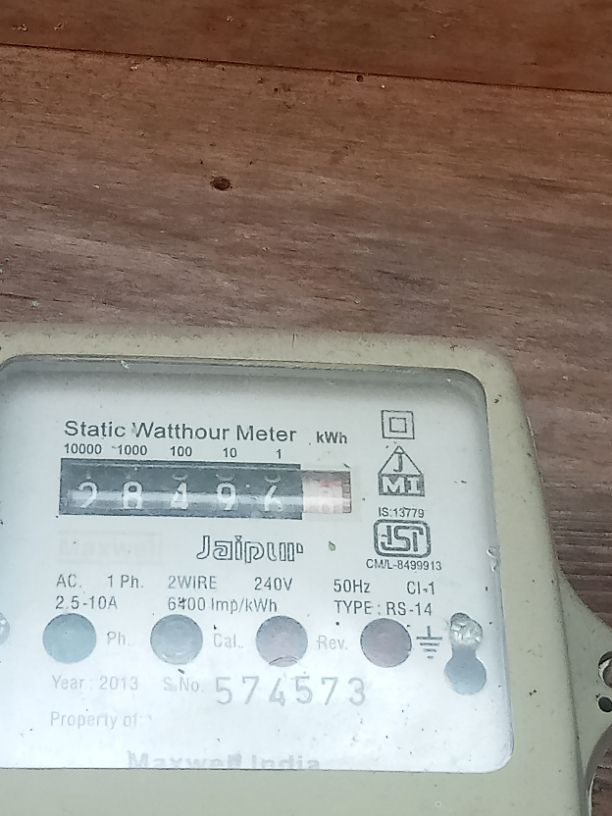 Static Watthour Meter kWh
10000 1000 100 10 1
2 8 4 9 6
J
MI
IS:13779
Maxwell Jaipur
ISI
CM/L-8499913
AC. 1 Ph. 2WIRE 240V 50Hz Cl-1
2.5-10A 6400 Imp/kWh TYPE : RS-14
Ph. Cal. Rev.
Year : 2013 S.No. 574573
Property of :
Maxwell India